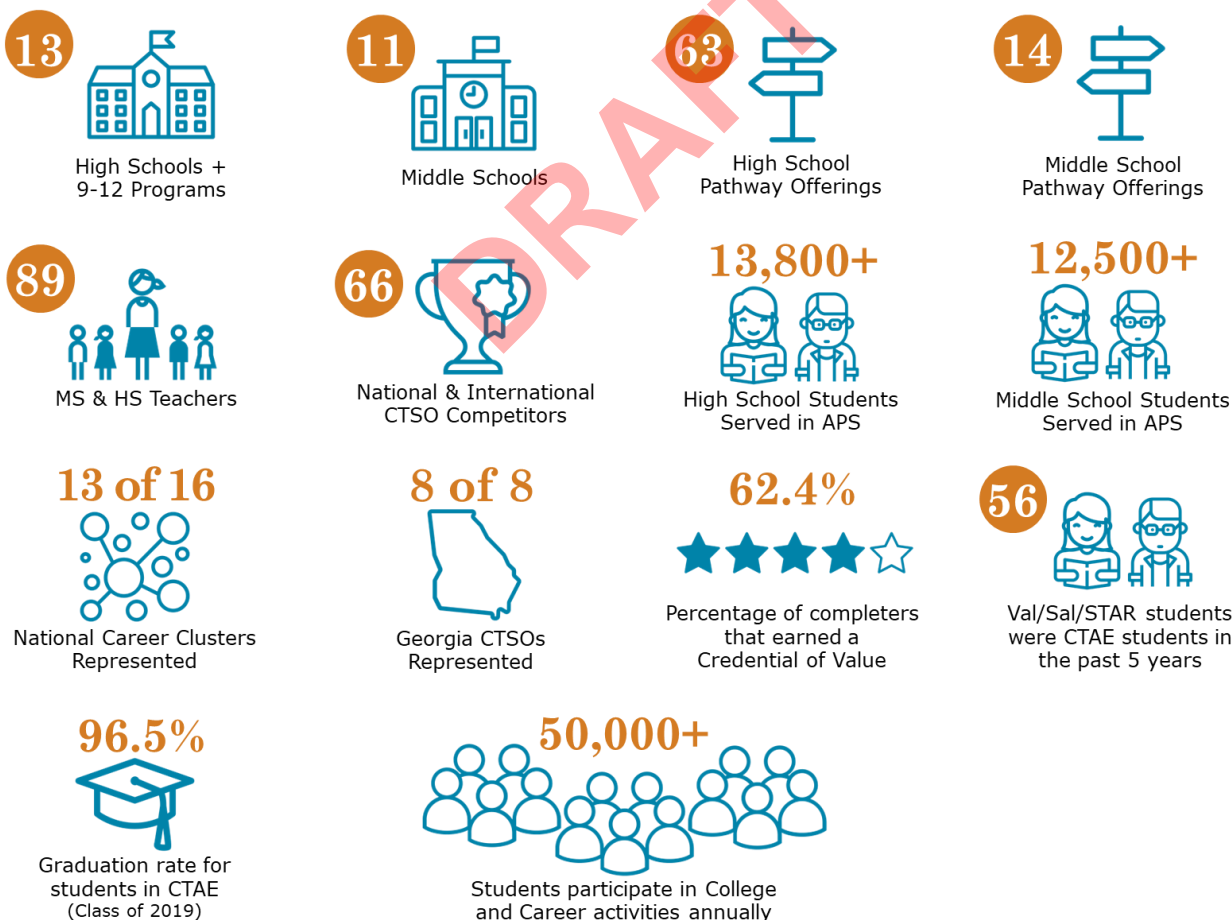 13
High Schools +
9-12 Programs
11
Middle Schools
63
High School
Pathway Offerings
14
Middle School
Pathway Offerings
DRAFT
89
MS & HS Teachers
66
National & International
CTSO Competitors
13,800+
High School Students
Served in APS
12,500+
Middle School Students
Served in APS
13 of 16
National Career Clusters
Represented
8 of 8
Georgia CTSOs
Represented
62.4%
Percentage of completers
that earned a
Credential of Value
56
Val/Sal/STAR students
were CTAE students in
the past 5 years
96.5%
Graduation rate for
students in CTAE
(Class of 2019)
50,000+
Students participate in College
and Career activities annually